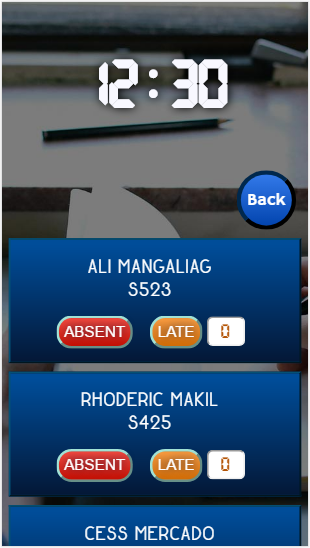 12:30
Back
ALI MANGALIAG
S523
ABSENT LATE 0
RHODERIC MAKIL
S425
ABSENT LATE 0
CESS MERCADO